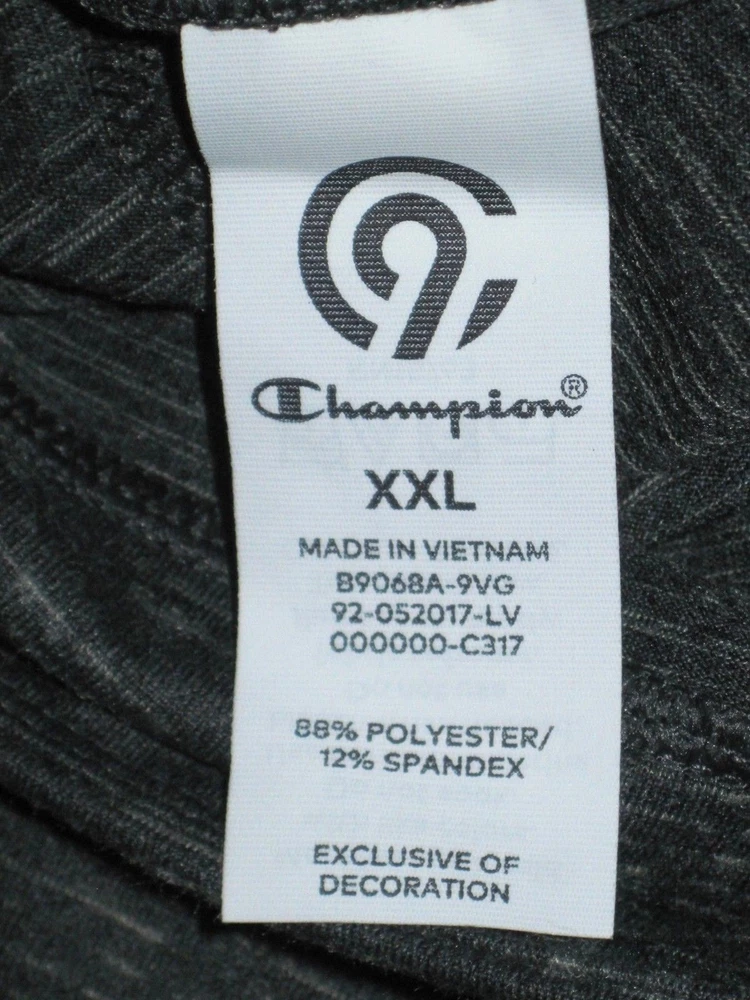 C9
Champion®
XXL
MADE IN VIETNAM
B9068A-9VG
92-052017-LV
000000-C317
88% POLYESTER/
12% SPANDEX
EXCLUSIVE OF
DECORATION